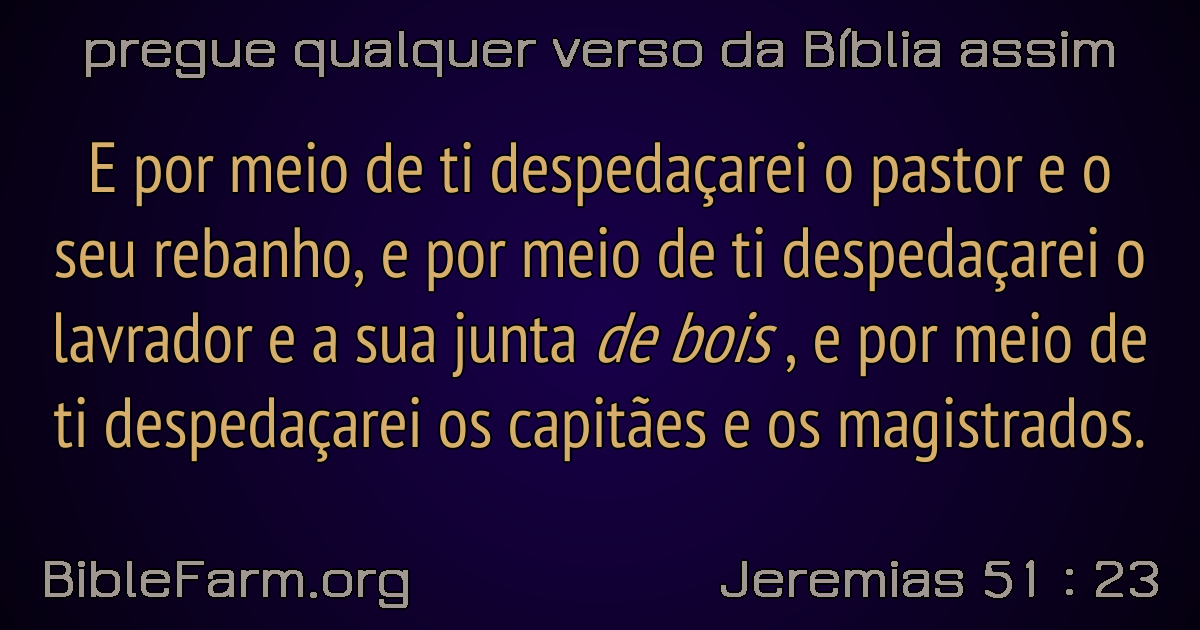 pregue qualquer verso da Bíblia assim
E por meio de ti despedaçarei o pastor e o
seu rebanho, e por meio de ti despedaçarei o
lavrador e a sua junta de bois , e por meio de
ti despedaçarei os capitães e os magistrados.
BibleFarm.org
Jeremias 51 : 23